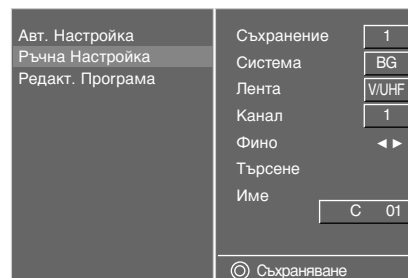 Авт. Настройка
Ръчна Настройка
Редакт. Програма
Съхранение 1
Система BG
Лента V/UHF
Канал 1
Фино ◄►
Търсене
Име
C 01
Съхраняване